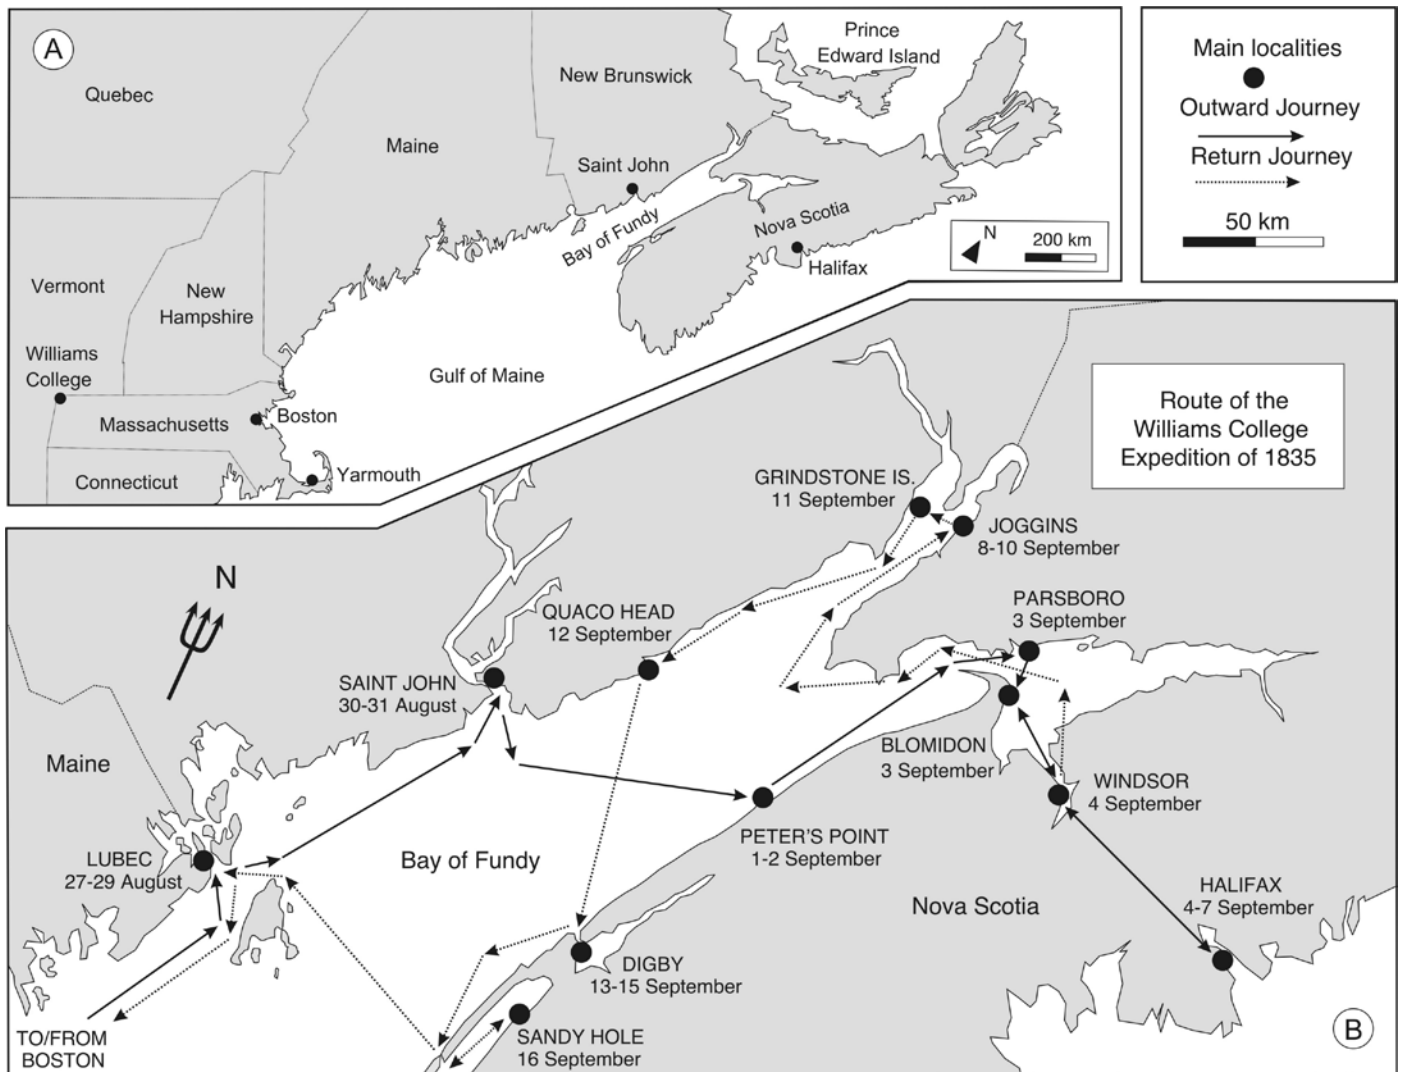 A
Quebec
Maine
New Brunswick
Prince
Edward Island
Saint John
Bay of Fundy
Nova Scotia
Halifax
N
200 km
Vermont
New
Hampshire
Williams
College
Gulf of Maine
Massachusetts
Boston
Connecticut
Yarmouth
Main localities
Outward Journey
Return Journey
50 km
Route of the
Williams College
Expedition of 1835
N
GRINDSTONE IS.
11 September
JOGGINS
8-10 September
QUACO HEAD
12 September
PARSBORO
3 September
SAINT JOHN
30-31 August
Maine
BLOMIDON
3 September
WINDSOR
4 September
LUBEC
27-29 August
Bay of Fundy
PETER'S POINT
1-2 September
Nova Scotia
HALIFAX
4-7 September
DIGBY
13-15 September
SANDY HOLE
16 September
TO/FROM
BOSTON
B